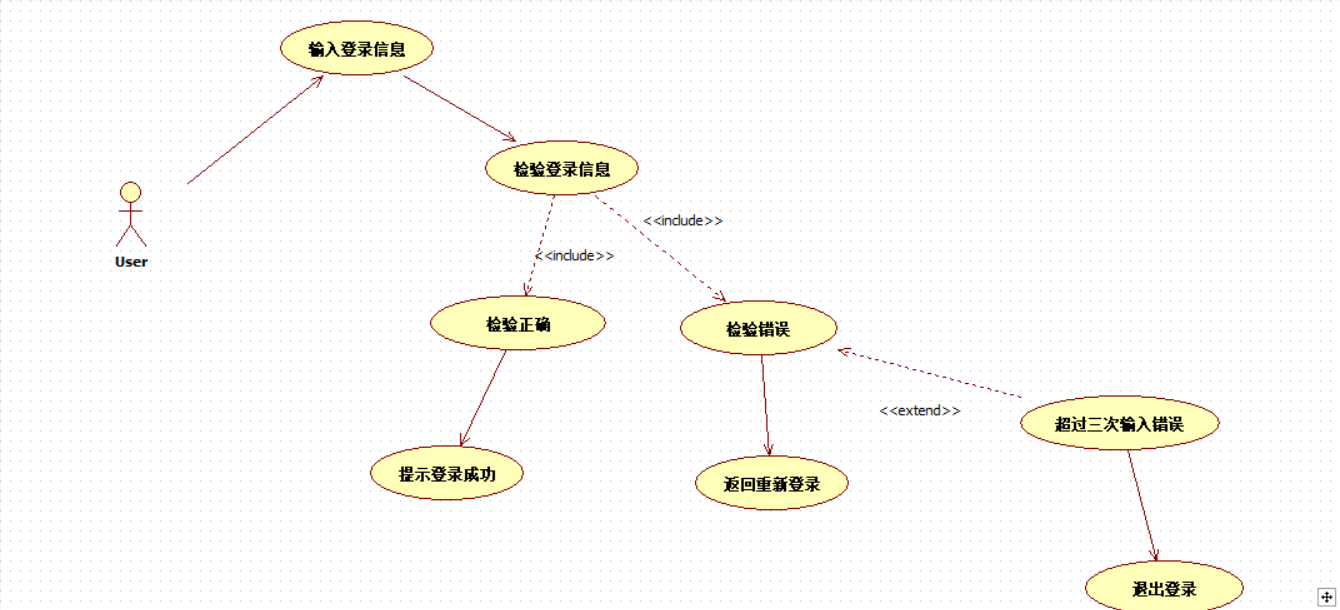 输入登录信息
检验登录信息
<<include>>
<<include>>
User
检验正确
检验错误
<<extend>>
超过三次输入错误
提示登录成功
返回重新登录
退出登录